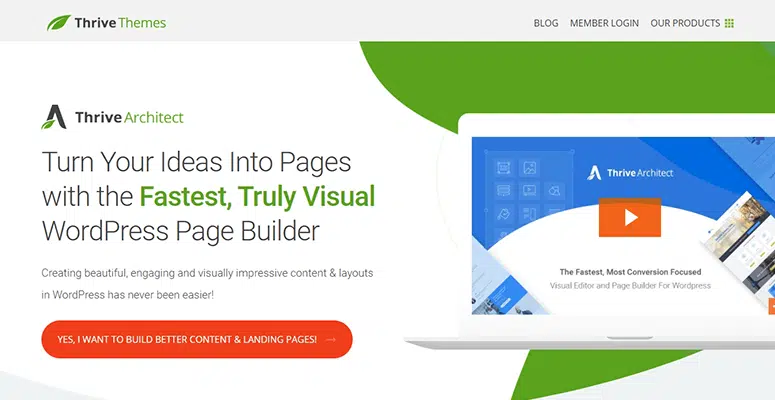 Thrive Themes
BLOG MEMBER LOGIN OUR PRODUCTS
Thrive Architect
Turn Your Ideas Into Pages
with the Fastest, Truly Visual
WordPress Page Builder
Creating beautiful, engaging and visually impressive content & layouts
in WordPress has never been easier!
YES, I WANT TO BUILD BETTER CONTENT & LANDING PAGES!
Thrive Architect
The Fastest, Most Conversion Focused
Visual Editor and Page Builder For Wordpress